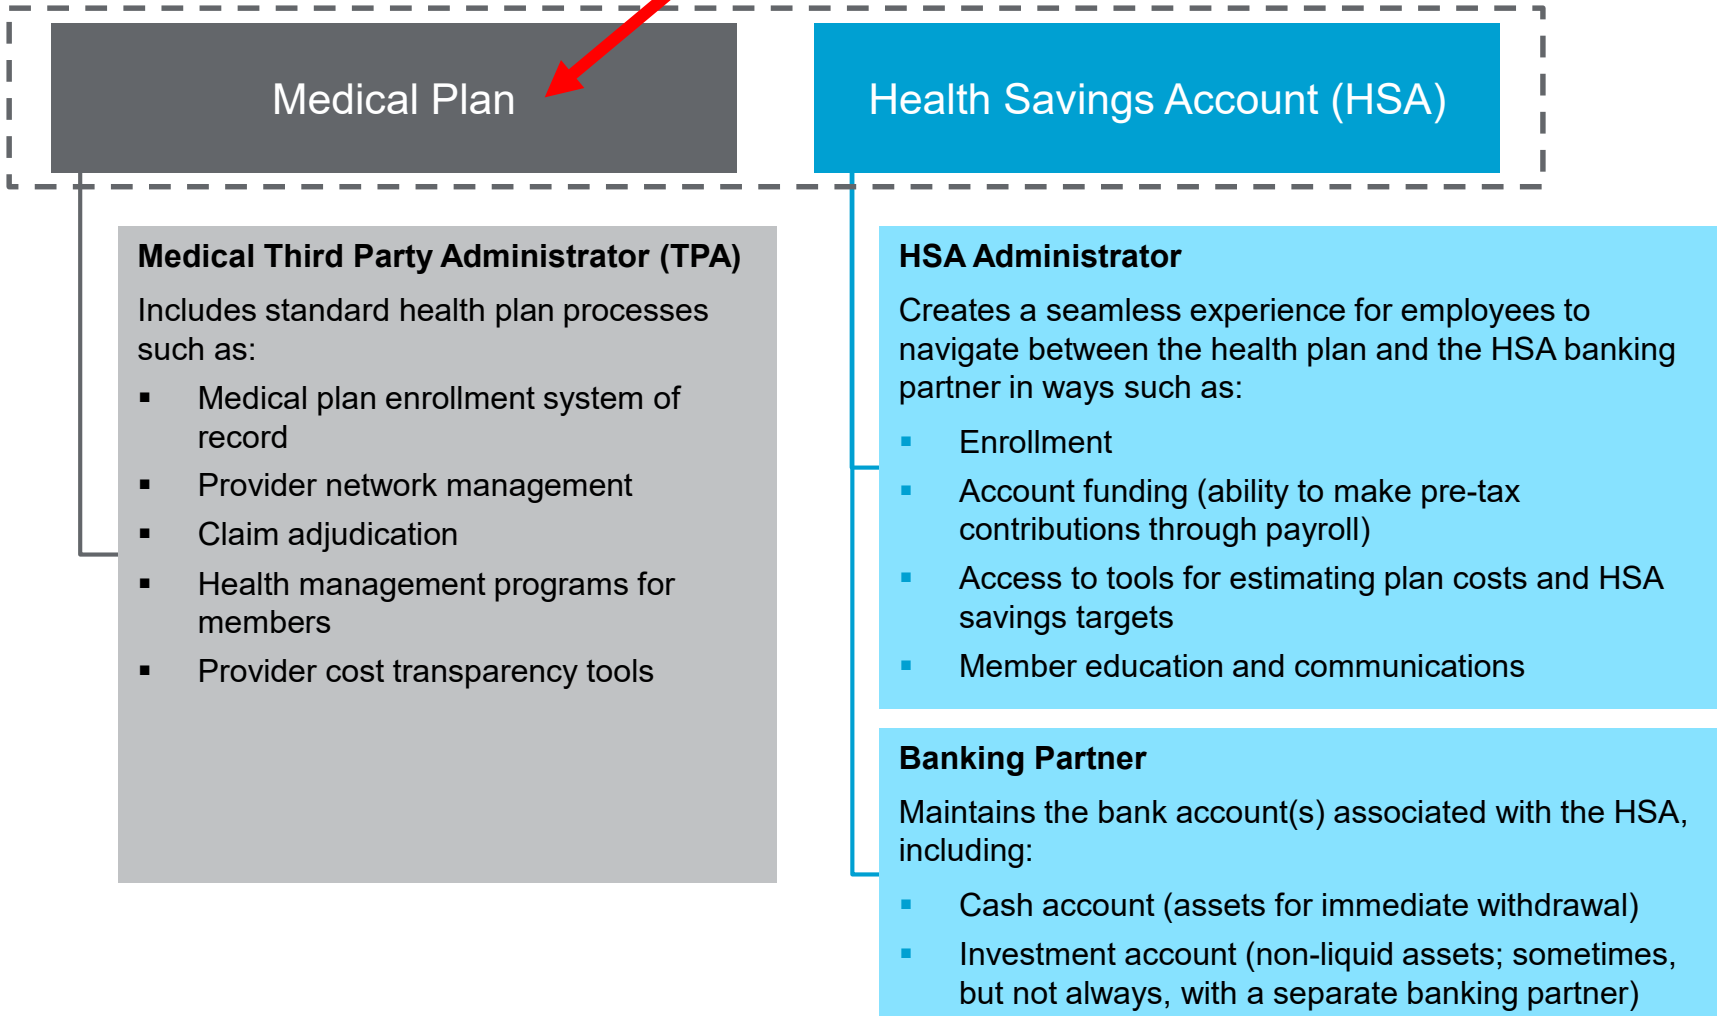 Medical Plan
Health Savings Account (HSA)
Medical Third Party Administrator (TPA)
Includes standard health plan processes
such as:
▪ Medical plan enrollment system of
record
▪ Provider network management
▪ Claim adjudication
▪ Health management programs for
members
▪ Provider cost transparency tools
HSA Administrator
Creates a seamless experience for employees to
navigate between the health plan and the HSA banking
partner in ways such as:
▪ Enrollment
▪ Account funding (ability to make pre-tax
contributions through payroll)
▪ Access to tools for estimating plan costs and HSA
savings targets
▪ Member education and communications
Banking Partner
Maintains the bank account(s) associated with the HSA,
including:
▪ Cash account (assets for immediate withdrawal)
▪ Investment account (non-liquid assets; sometimes,
but not always, with a separate banking partner)